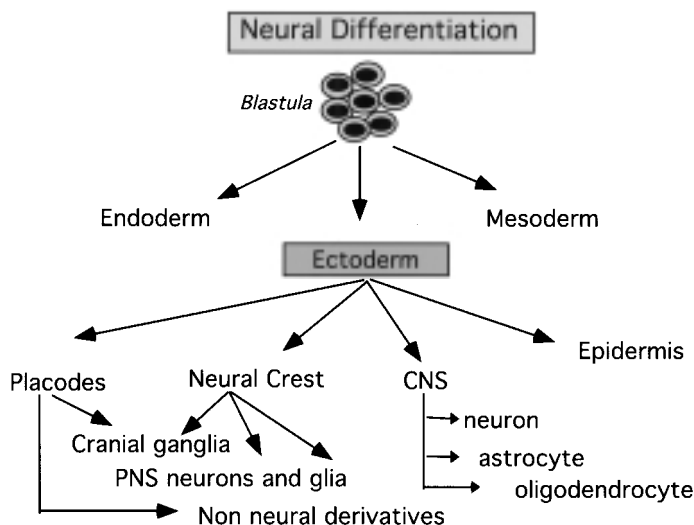 Neural Differentiation
Blastula
Endoderm
Mesoderm
Ectoderm
Epidermis
Placodes
Neural Crest
CNS
neuron
Cranial ganglia
astrocyte
PNS neurons and glia
oligodendrocyte
Non neural derivatives